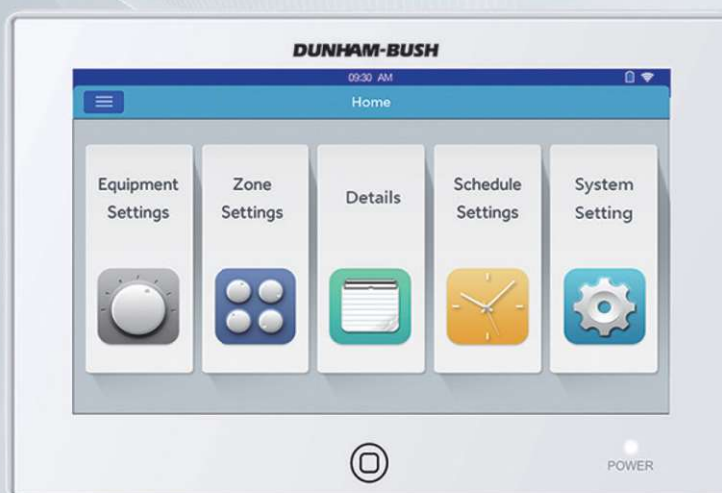 DUNHAM-BUSH
09:30 AM
Home
Equipment
Settings
Zone
Settings
Details
Schedule
Settings
System
Setting
POWER